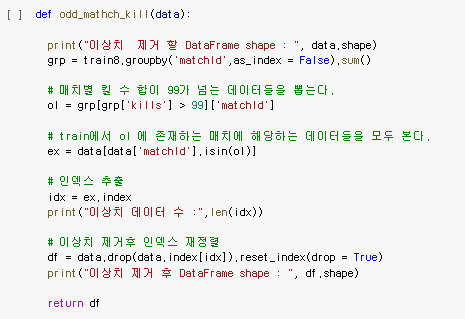 [ ] def odd_mathch_kill(data):
print("이상치 제거 할 DataFrame shape : ", data.shape)
grp = train8.groupby('matchId',as_index = False).sum()
# 매치별 킬 수 합이 99가 넘는 데이터들을 뽑는다.
ol = grp[grp['kills'] > 99]['matchId']
# train에서 ol 에 존재하는 매치에 해당하는 데이터들을 모두 본다.
ex = data[data['matchId'].isin(ol)]
# 인덱스 추출
idx = ex.index
print("이상치 데이터 수 :",len(idx))
# 이상치 제거후 인덱스 재정렬
df = data.drop(data.index[idx]).reset_index(drop = True)
print("이상치 제거 후 DataFrame shape : ", df.shape)
return df